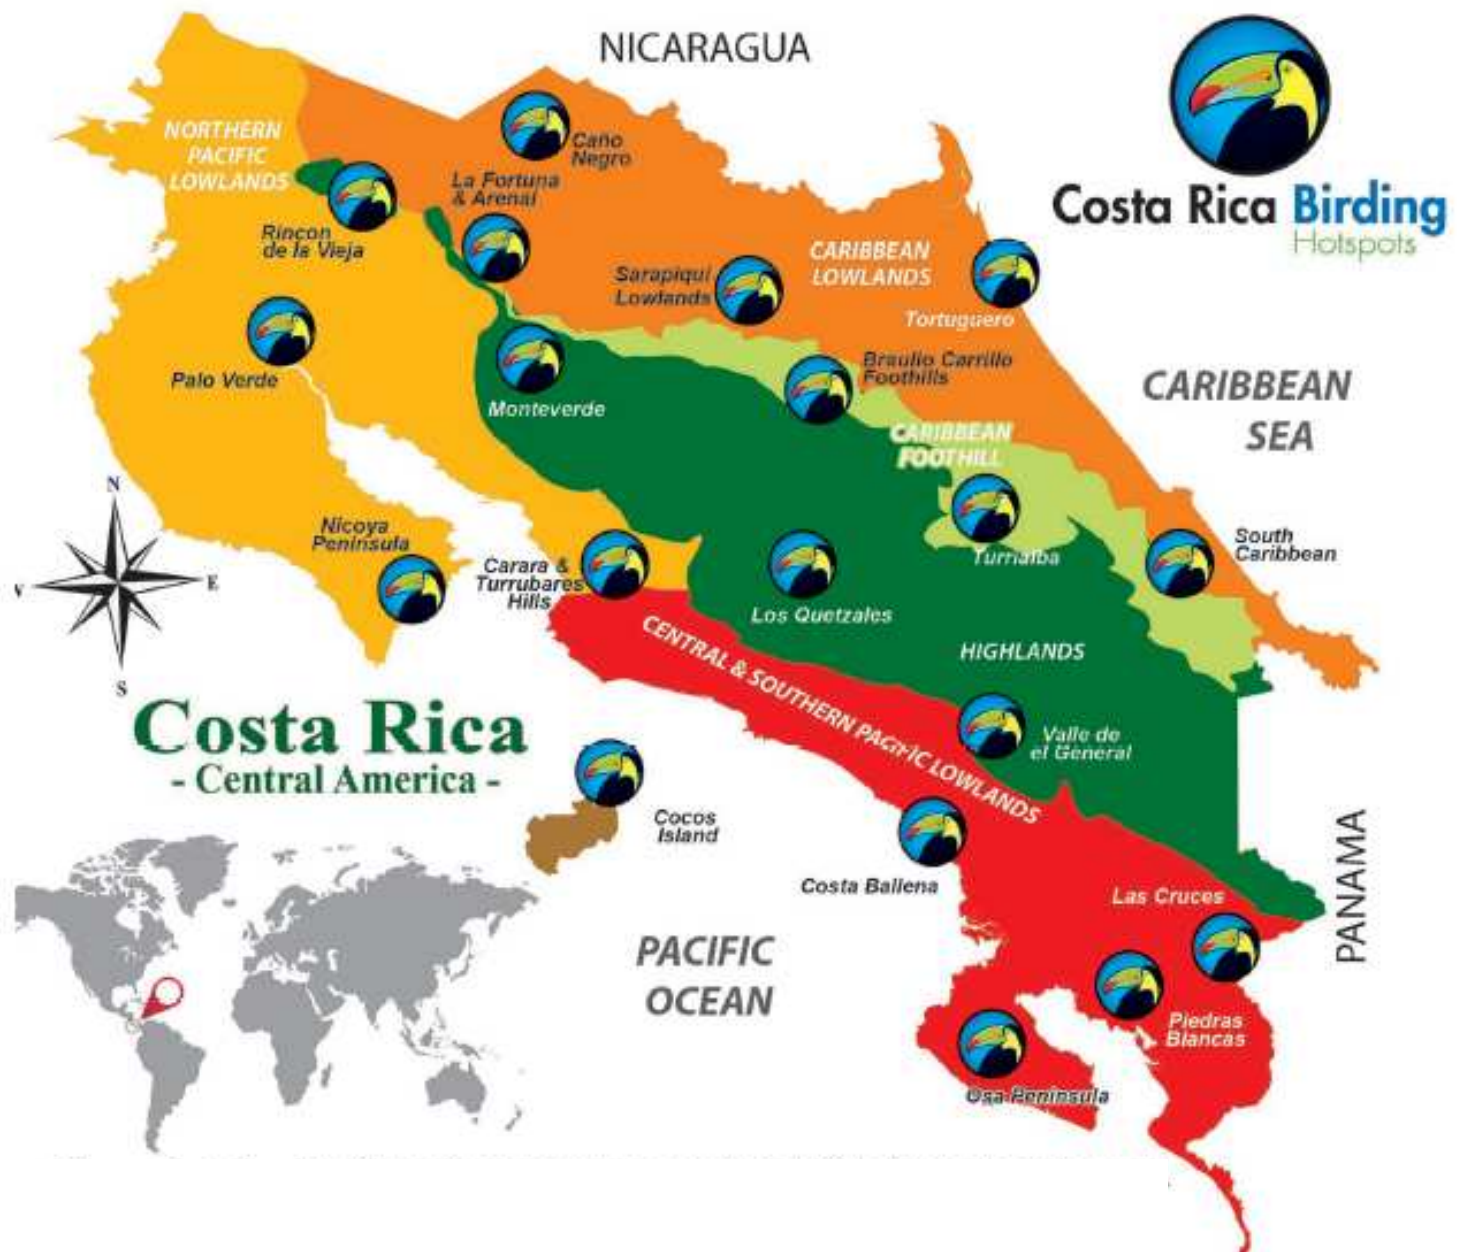 NICARAGUA
Costa Rica Birding
Hotspots
NORTHERN
PACIFIC
LOWLANDS
Caño
Negro
La Fortuna
& Arenal
Rincon
de la Vieja
CARIBBEAN
LOWLANDS
Sarapiqui
Lowlands
Tortuguero
Palo Verde
Monteverde
Braulio Carrillo
Foothills
CARIBBEAN
SEA
CARIBBEAN
FOOTHILL
N
E
S
V
Nicoya
Peninsula
Carara &
Turrubares
Hills
Los Quetzales
Turrialba
South
Caribbean
HIGHLANDS
CENTRAL & SOUTHERN PACIFIC LOWLANDS
Valle de
el General
Costa Rica
- Central America -
Cocos
Island
Costa Ballena
Las Cruces
PANAMA
PACIFIC
OCEAN
Piedras
Blancas
Osa Peninsula